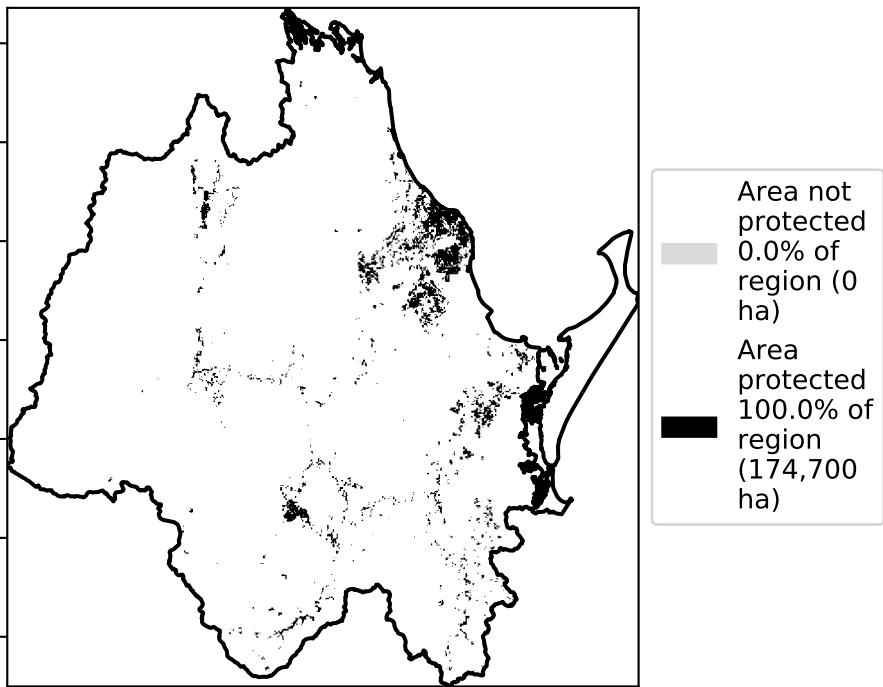 Area not
protected
0.0% of
region (0
ha)
Area
protected
100.0% of
region
(174,700
ha)